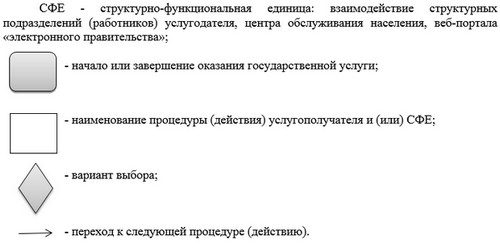 СФЕ - структурно-функциональная единица: взаимодействие структурных
подразделений (работников) услугодателя, центра обслуживания населения, веб-портала
«электронного правительства»;
- начало или завершение оказания государственной услуги;
- наименование процедуры (действия) услугополучателя и (или) СФЕ;
- вариант выбора;
- переход к следующей процедуре (действию).